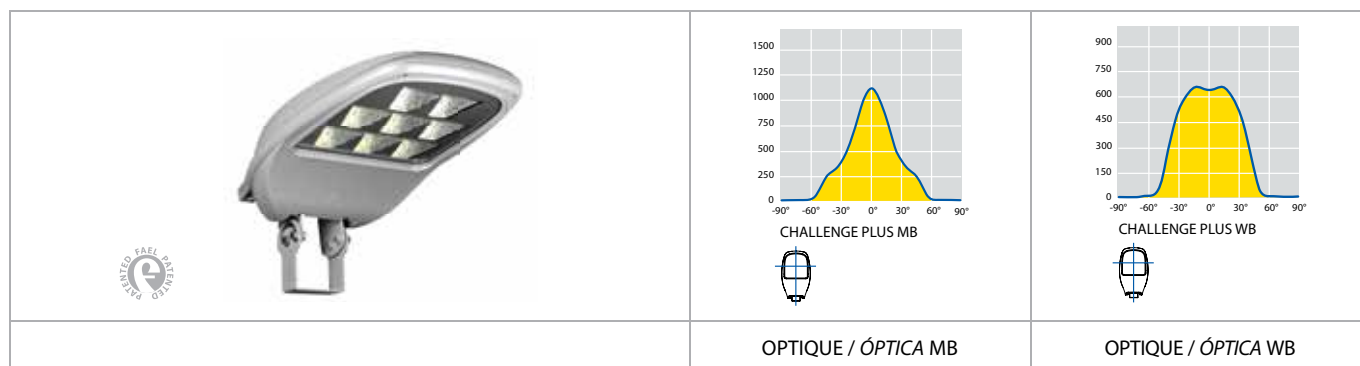 PATENTED FAEL PATENTED
1500
1250
1000
750
500
250
0
-90° -60° -30° 0° 30° 60° 90°
CHALLENGE PLUS MB
900
750
600
450
300
150
0
-90° -60° -30° 0° 30° 60° 90°
CHALLENGE PLUS WB
OPTIQUE / ÓPTICA MB
OPTIQUE / ÓPTICA WB